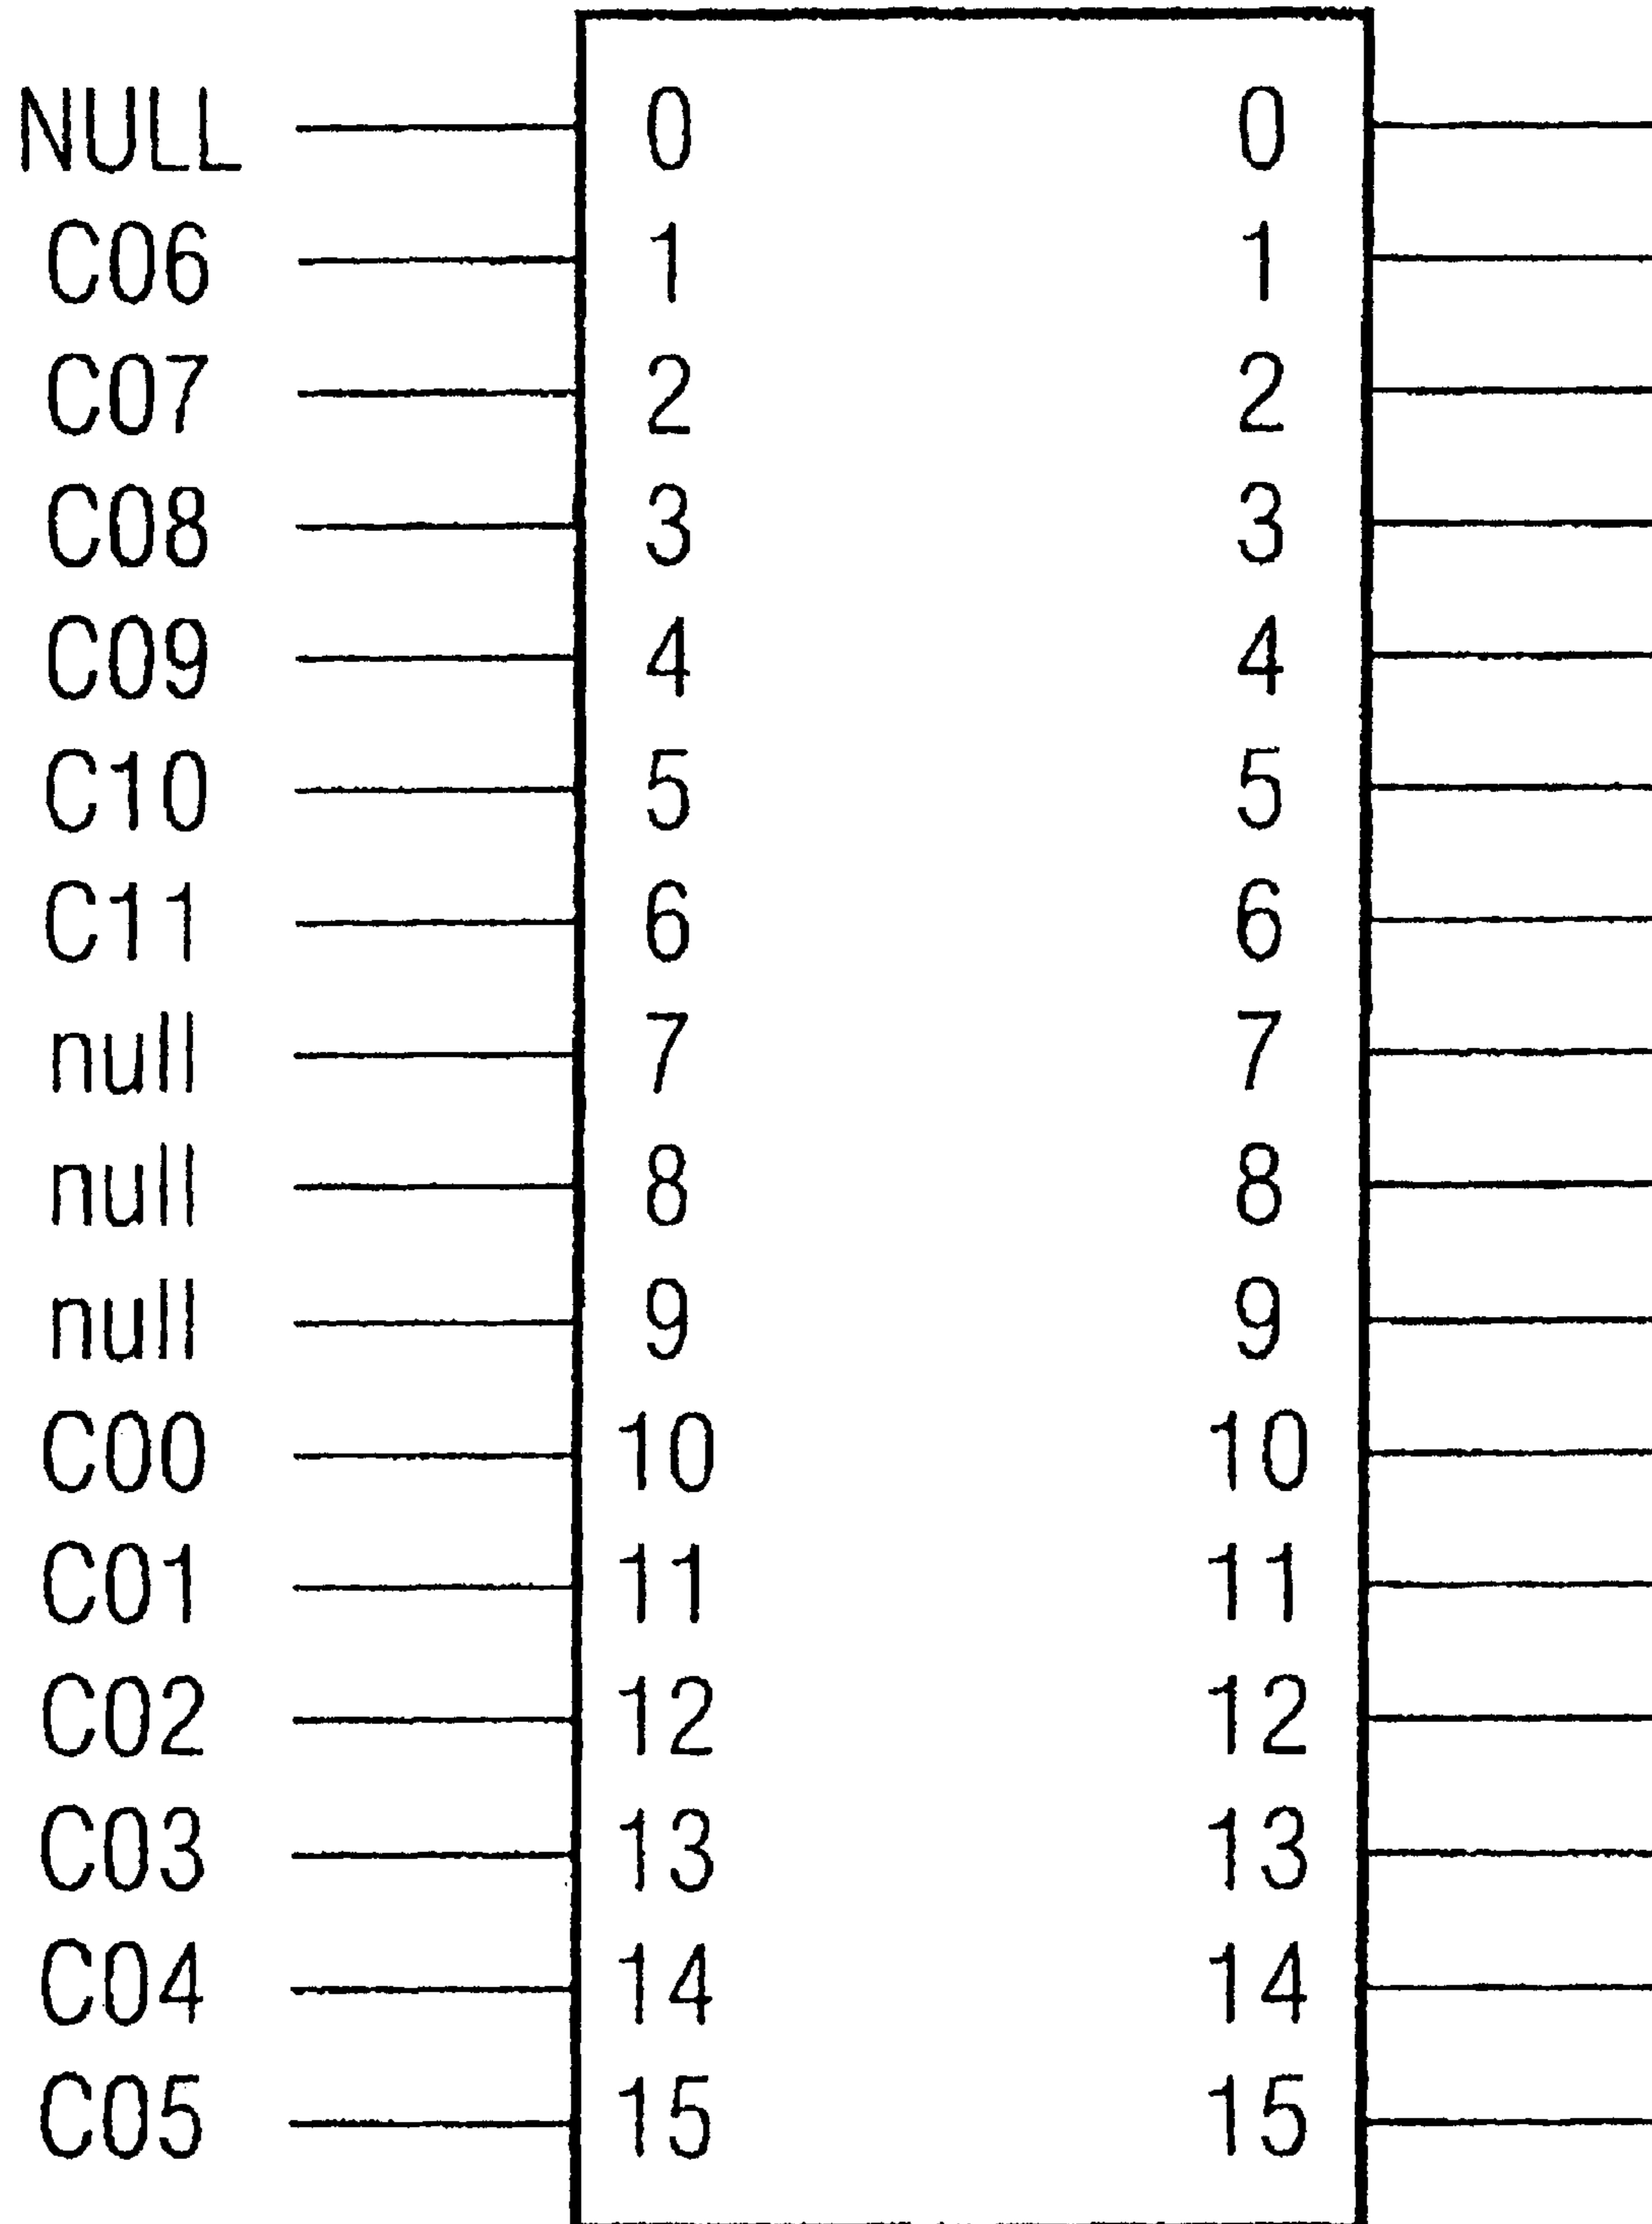 NULL 0 0
C06 1 1
C07 2 2
C08 3 3
C09 4 4
C10 5 5
C11 6 6
null 7 7
null 8 8
null 9 9
C00 10 10
C01 11 11
C02 12 12
C03 13 13
C04 14 14
C05 15 15